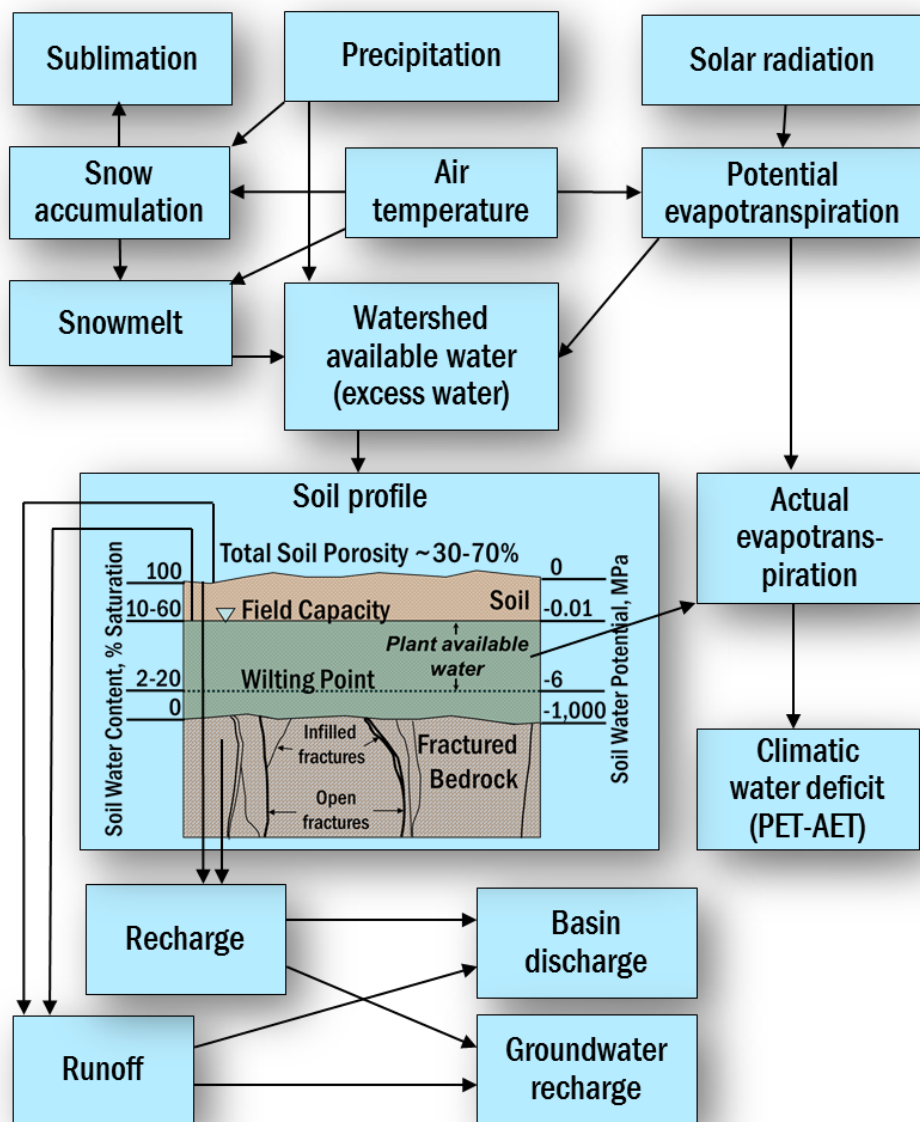 Sublimation
Precipitation
Solar radiation
Snow
accumulation
Air
temperature
Potential
evapotranspiration
Snowmelt
Watershed
available water
(excess water)
Soil profile
Total Soil Porosity ~30-70%
Soil Water Content, % Saturation
100
10-60
2-20
0
Field Capacity
Soil
Plant available
water
Wilting Point
Infilled
fractures
Fractured
Bedrock
Open
fractures
0
-0.01
-6
-1,000
Soil Water Potential, MPa
Actual
evapotrans-
piration
Climatic
water deficit
(PET-AET)
Recharge
Basin
discharge
Runoff
Groundwater
recharge